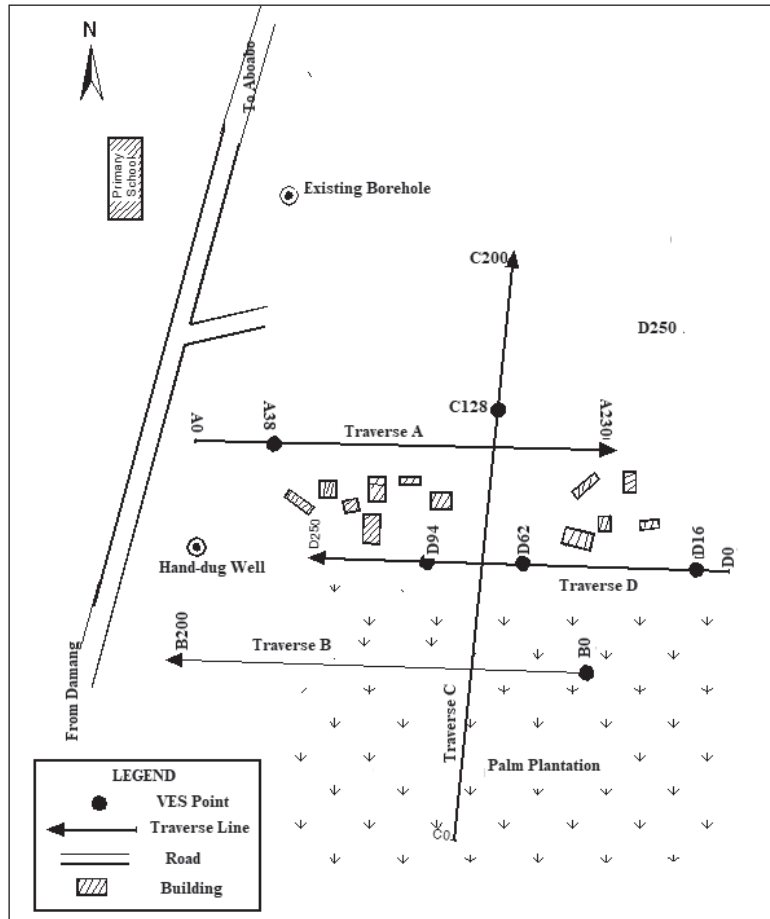 N
To Aboabo
Primary
School
Existing Borehole
C200
D250
C128
A0
A38
Traverse A
A230
D250
D94
D62
D16
D0
Hand-dug Well
Traverse D
B200
Traverse B
B0
From Damang
Traverse C
Palm Plantation
C0
LEGEND
VES Point
Traverse Line
Road
Building